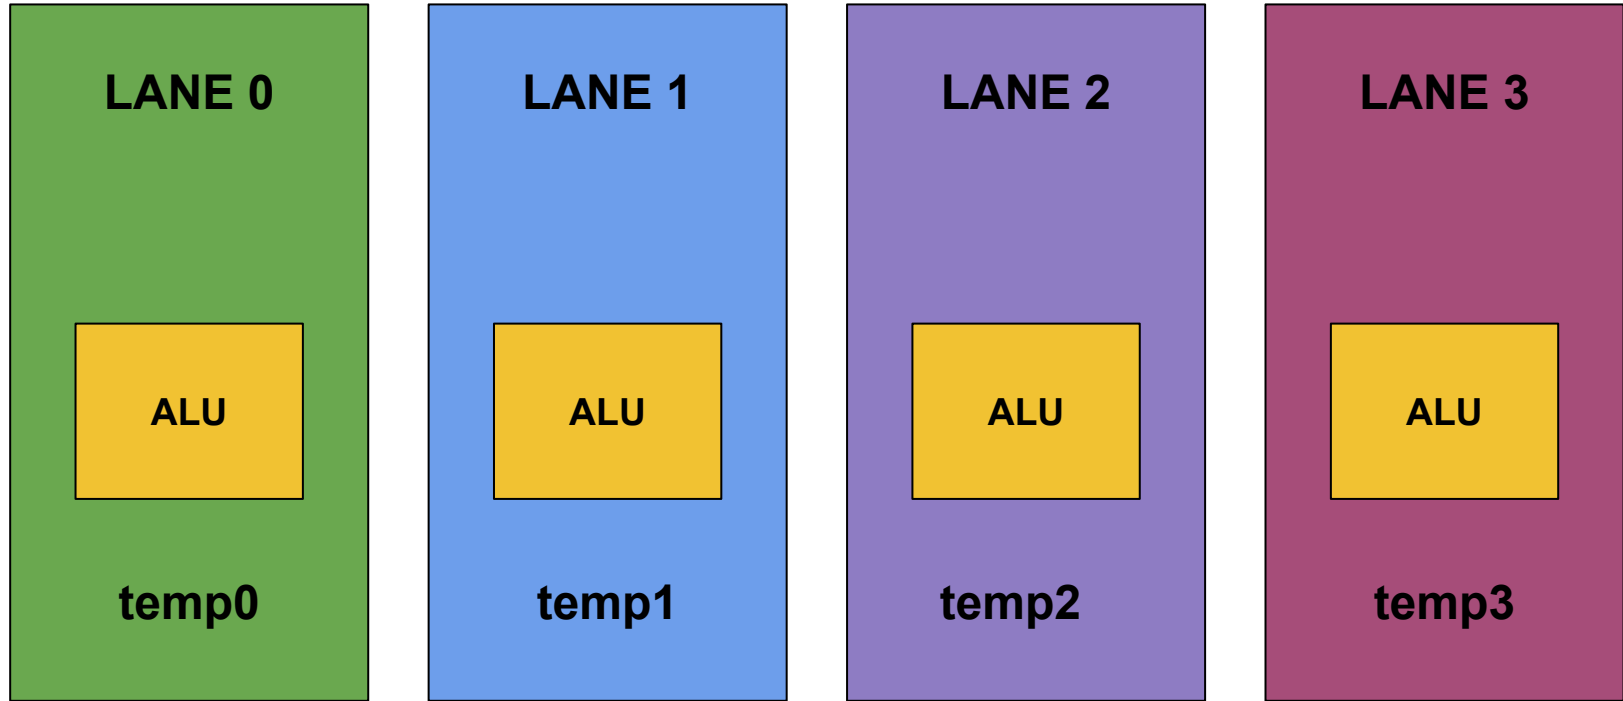 LANE 0
LANE 1
LANE 2
LANE 3
ALU
ALU
ALU
ALU
temp0
temp1
temp2
temp3